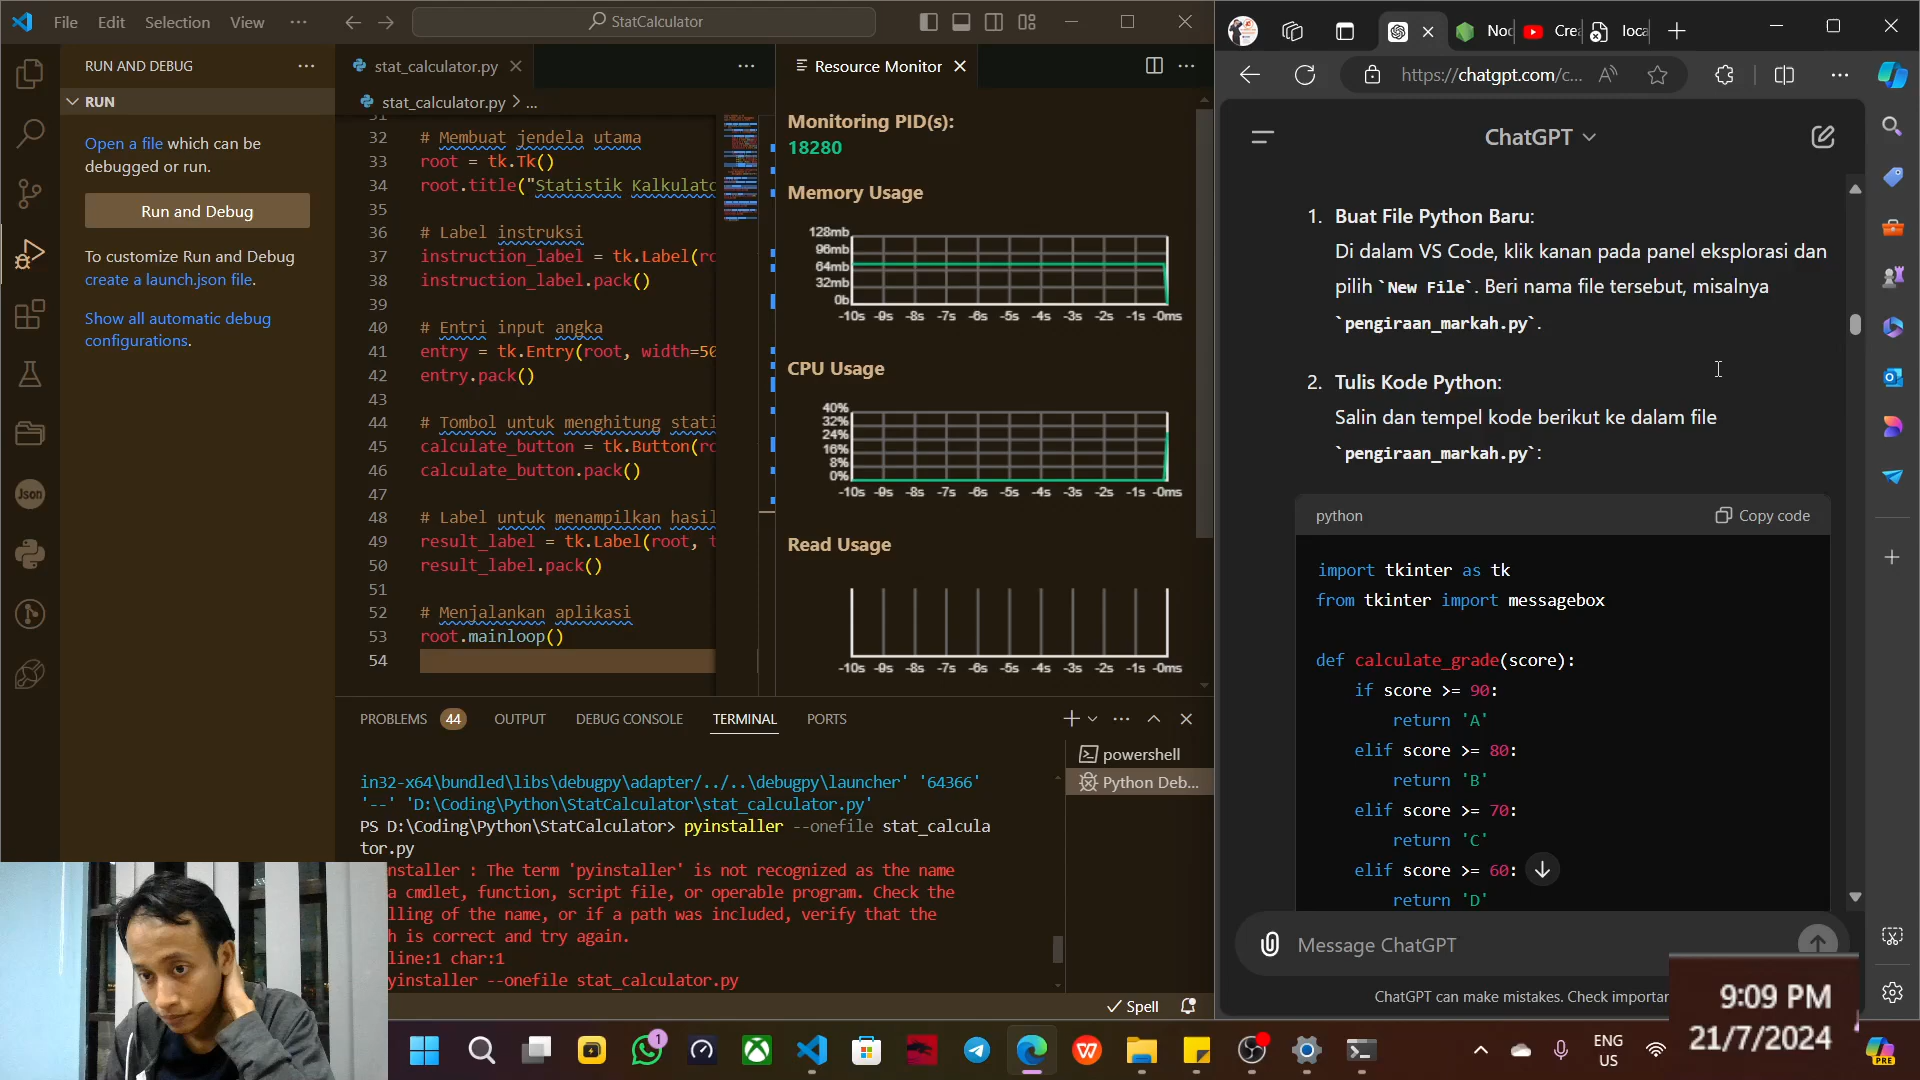 File Edit Selection View ··· StatCalculator
RUN AND DEBUG ···
RUN
Open a file which can be
debugged or run.
Run and Debug
To customize Run and Debug
create a launch.json file.
Show all automatic debug
configurations.
Json
stat_calculator.py
stat_calculator.py > ...
32 # Membuat jendela utama
33 root = tk.Tk()
34 root.title("Statistik Kalkulato
35
36 # Label instruksi
37 instruction_label = tk.Label(ro
38 instruction_label.pack()
39
40 # Entri input angka
41 entry = tk.Entry(root, width=50
42 entry.pack()
43
44 # Tombol untuk menghitung stati
45 calculate_button = tk.Button(ro
46 calculate_button.pack()
47
48 # Label untuk menampilkan hasil
49 result_label = tk.Label(root, t
50 result_label.pack()
51
52 # Menjalankan aplikasi
53 root.mainloop()
54
Resource Monitor
Monitoring PID(s):
18280
Memory Usage
128mb
96mb
64mb
32mb
0b
-10s -9s -8s -7s -6s -5s -4s -3s -2s -1s -0ms
CPU Usage
40%
32%
24%
16%
8%
0%
-10s -9s -8s -7s -6s -5s -4s -3s -2s -1s -0ms
Read Usage
-10s -9s -8s -7s -6s -5s -4s -3s -2s -1s -0ms
PROBLEMS 44 OUTPUT DEBUG CONSOLE TERMINAL PORTS
powershell
Python Deb...
in32-x64\bundled\libs\debugpy\adapter/../..\debugpy\launcher' '64366'
'--' 'D:\Coding\Python\StatCalculator\stat_calculator.py'
PS D:\Coding\Python\StatCalculator> pyinstaller --onefile stat_calcula
tor.py
nstaller : The term 'pyinstaller' is not recognized as the name
a cmdlet, function, script file, or operable program. Check the
lling of the name, or if a path was included, verify that the
h is correct and try again.
line:1 char:1
yinstaller --onefile stat_calculator.py
Spell
Noc Cre loca
https://chatgpt.com/c...
ChatGPT
1. Buat File Python Baru:
Di dalam VS Code, klik kanan pada panel eksplorasi dan
pilih `New File`. Beri nama file tersebut, misalnya
`pengiraan_markah.py`.
2. Tulis Kode Python:
Salin dan tempel kode berikut ke dalam file
`pengiraan_markah.py`:
python Copy code
import tkinter as tk
from tkinter import messagebox
def calculate_grade(score):
if score >= 90:
return 'A'
elif score >= 80:
return 'B'
elif score >= 70:
return 'C'
elif score >= 60:
return 'D'
Message ChatGPT
ChatGPT can make mistakes. Check importan
1
ENG
US
9:09 PM
21/7/2024
PRE